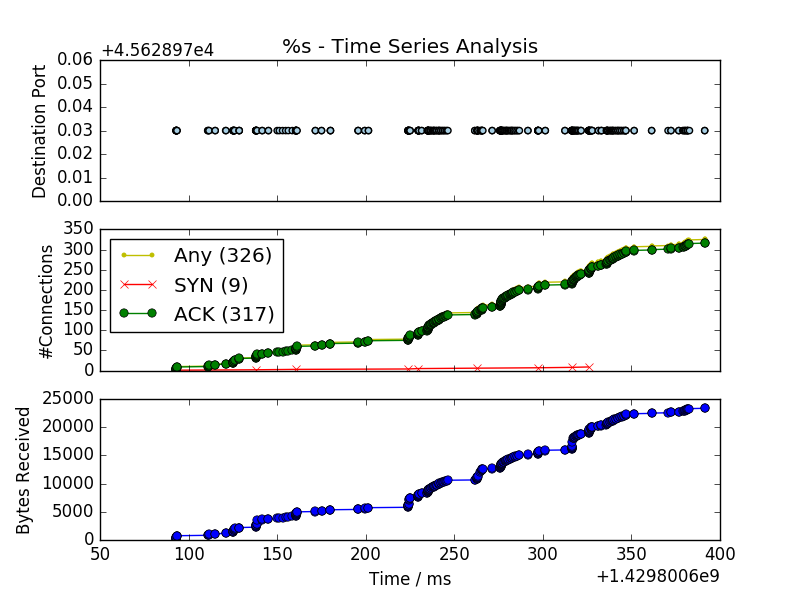 %s - Time Series Analysis
+4.562897e4
Destination Port
0.06
0.05
0.04
0.03
0.02
0.01
0.00
#Connections
350
300
250
200
150
100
50
0
Any (326)
SYN (9)
ACK (317)
Bytes Received
25000
20000
15000
10000
5000
0
50 100 150 200 250 300 350 400
Time / ms
+1.4298006e9